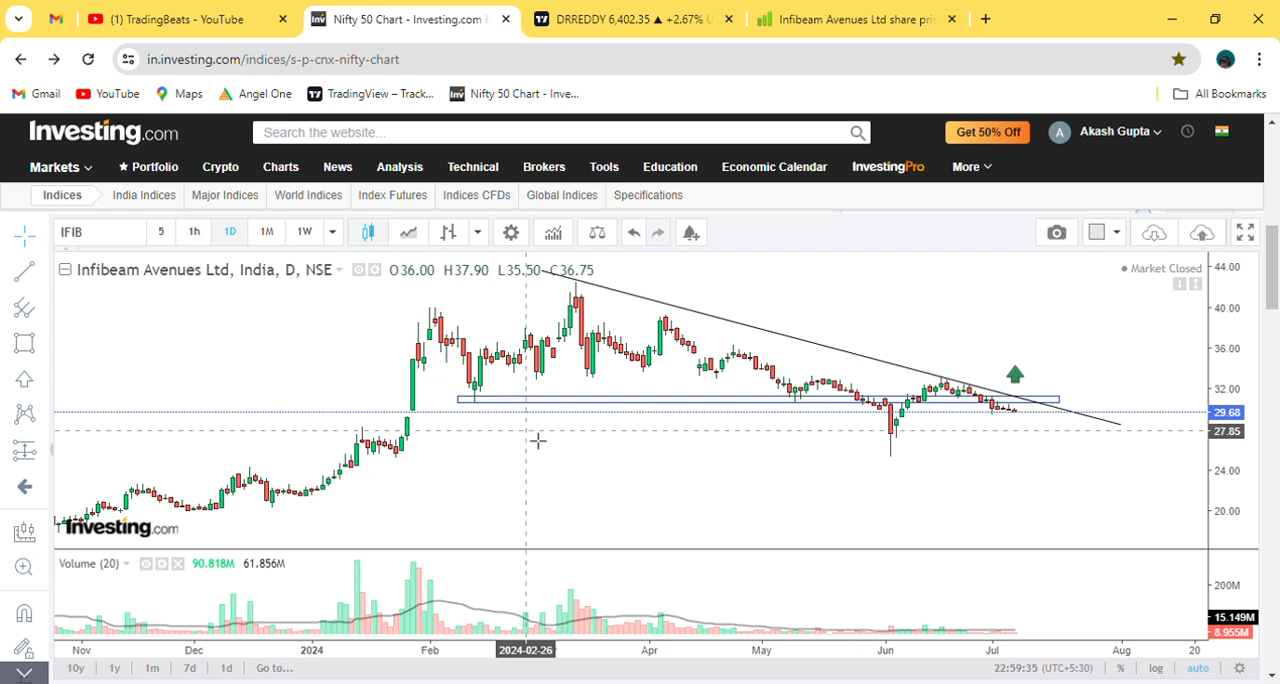 (1) TradingBeats - YouTube
Nifty 50 Chart - Investing.com I
DRREDDY 6,402.35 ▲ +2.67% U
Infibeam Avenues Ltd share pri
in.investing.com/indices/s-p-cnx-nifty-chart
Gmail YouTube Maps Angel One TradingView – Track... Nifty 50 Chart - Inve... All Bookmarks
Investing.com Search the website... Get 50% Off A Akash Gupta
Markets Portfolio Crypto Charts News Analysis Technical Brokers Tools Education Economic Calendar InvestingPro More
Indices India Indices Major Indices World Indices Index Futures Indices CFDs Global Indices Specifications
IFIB 5 1h 1D 1M 1W
Infibeam Avenues Ltd, India, D, NSE O36.00 H37.90 L35.50 C36.75
Market Closed
44.00
40.00
36.00
32.00
29.68
27.85
24.00
20.00
Investing.com
Volume (20) 90.818M 61.856M
200M
15.149M
8.955M
Nov Dec 2024 Feb 2024-02-26 Apr May Jun Jul Aug 20
10y 1y 1m 7d 1d Go to... 22:59:35 (UTC+5:30) % log auto